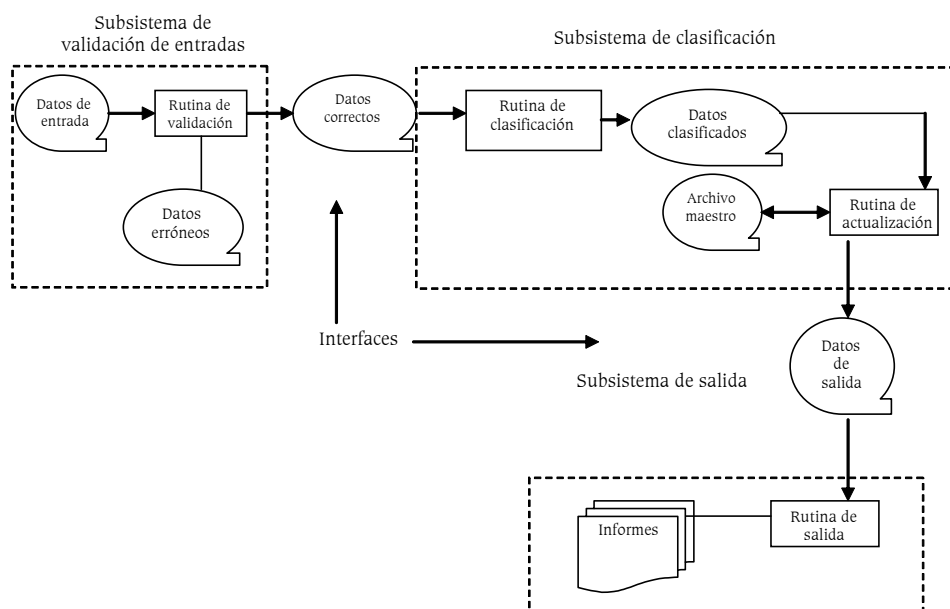 Subsistema de
validación de entradas
Subsistema de clasificación
Datos de
entrada
Rutina de
validación
Datos
correctos
Rutina de
clasificación
Datos
clasificados
Datos
erróneos
Archivo
maestro
Rutina de
actualización
Interfaces
Datos
de
salida
Subsistema de salida
Informes
Rutina de
salida